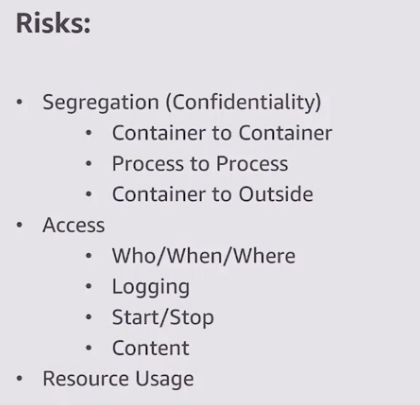 Risks:
• Segregation (Confidentiality)
• Container to Container
• Process to Process
• Container to Outside
• Access
• Who/When/Where
• Logging
• Start/Stop
• Content
• Resource Usage